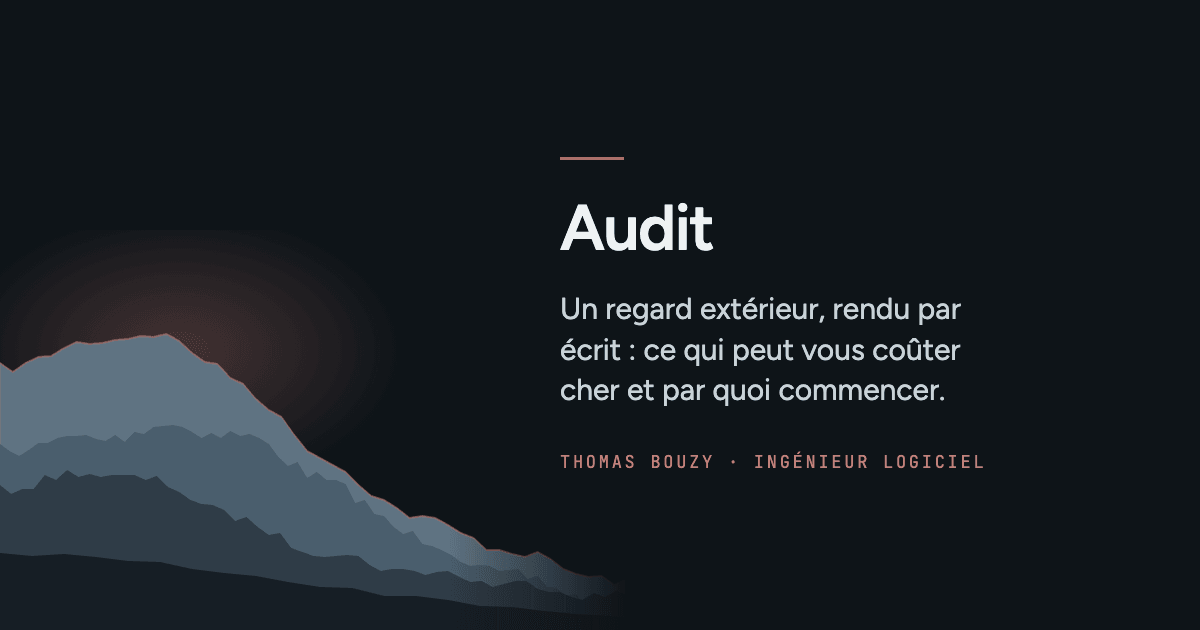 Audit
Un regard extérieur, rendu par
écrit : ce qui peut vous coûter
cher et par quoi commencer.
THOMAS BOUZY · INGÉNIEUR LOGICIEL